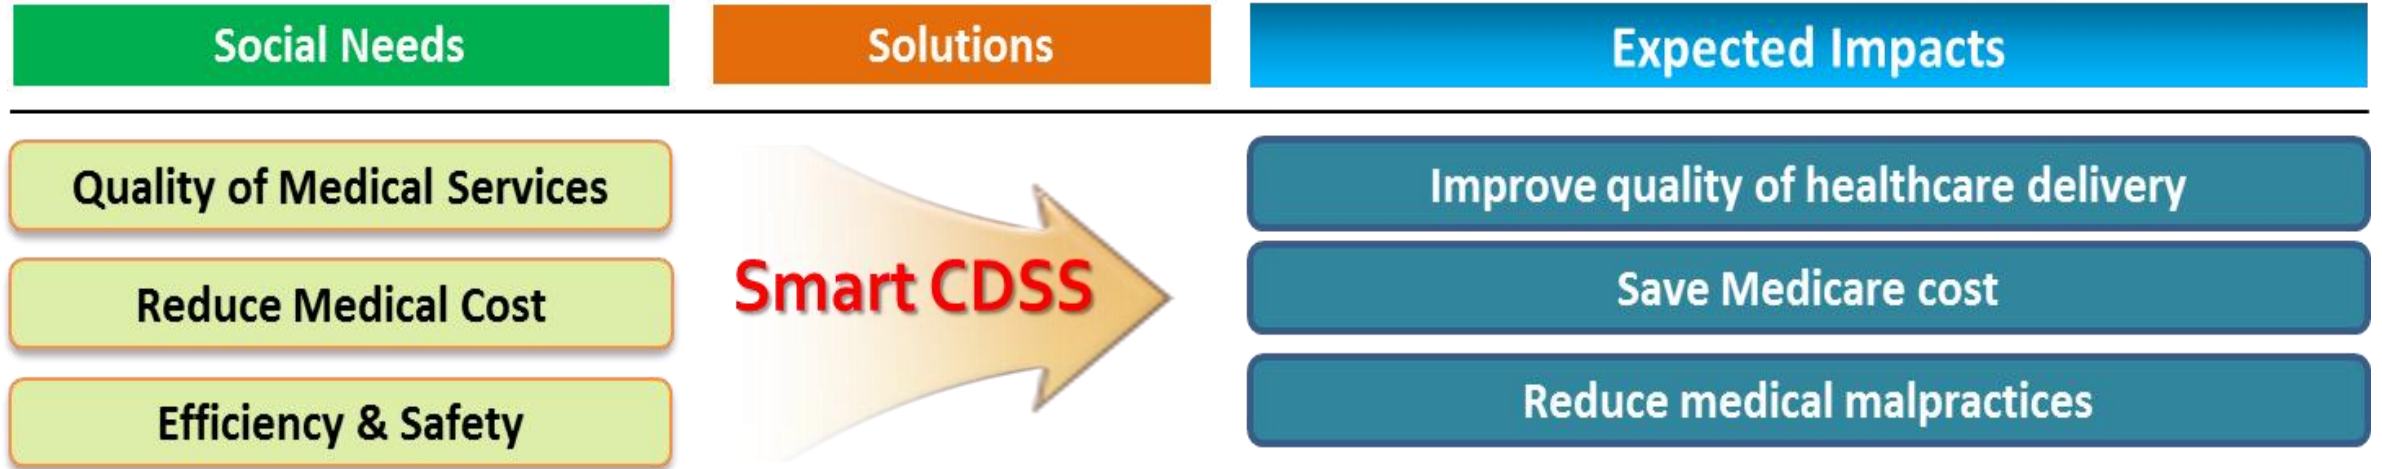 Social Needs
Solutions
Expected Impacts
Quality of Medical Services
Reduce Medical Cost
Efficiency & Safety
Smart CDSS
Improve quality of healthcare delivery
Save Medicare cost
Reduce medical malpractices